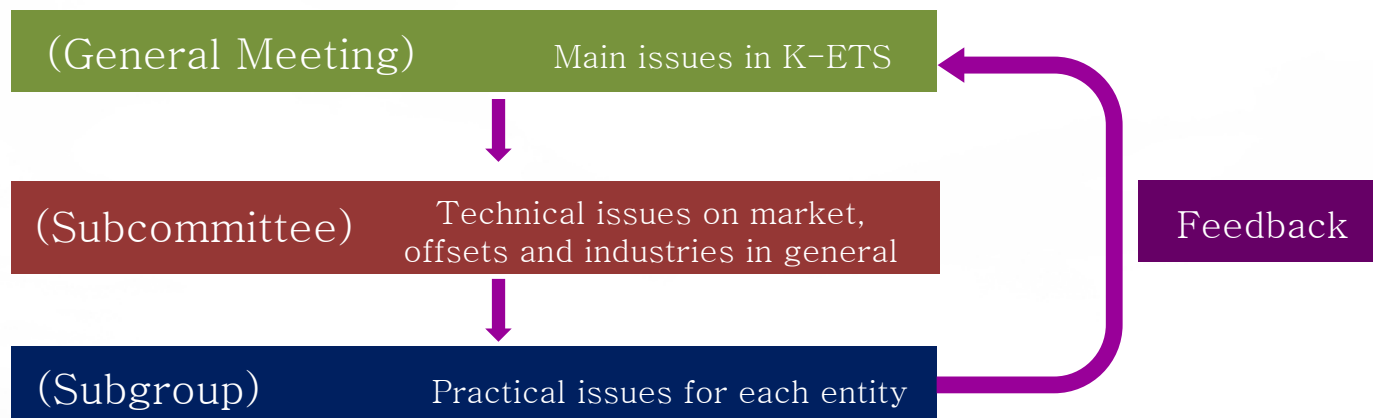 (General Meeting) Main issues in K-ETS
(Subcommittee) Technical issues on market,
offsets and industries in general
Feedback
(Subgroup) Practical issues for each entity